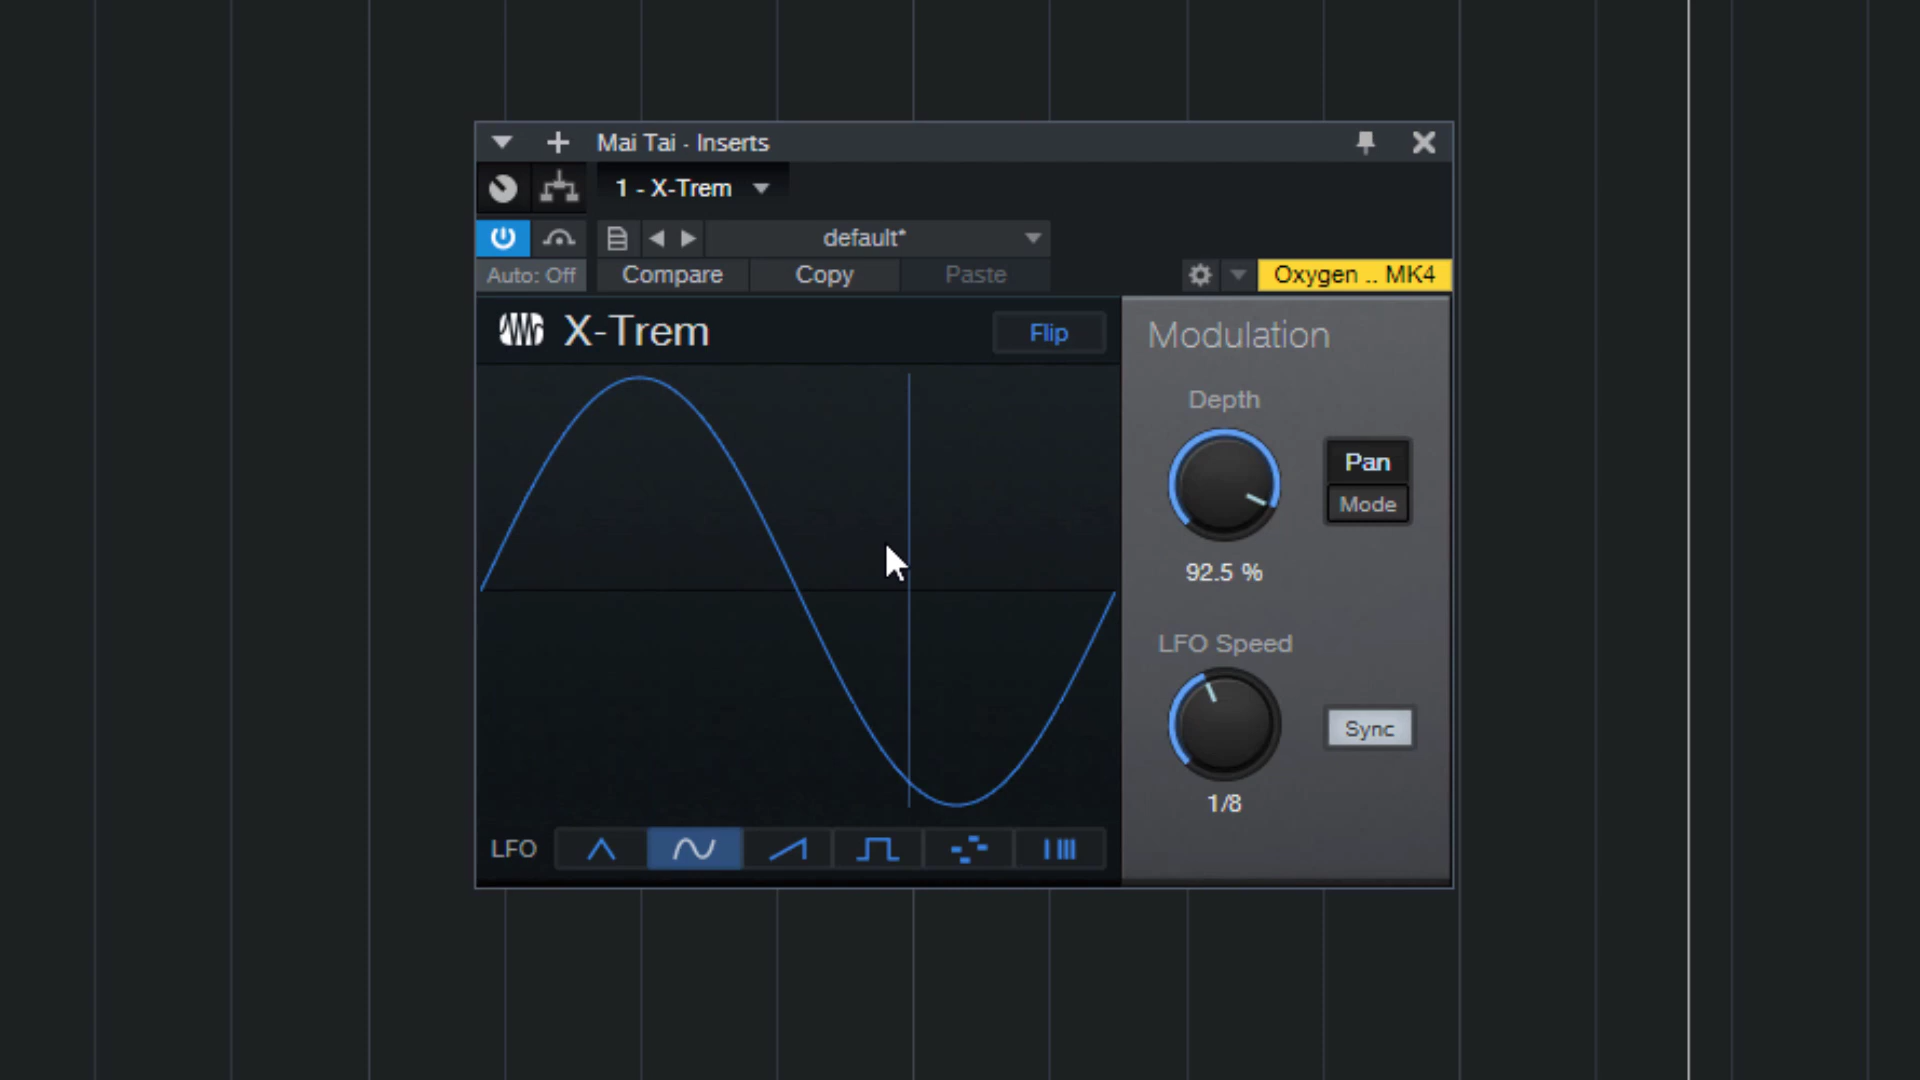 Mai Tai - Inserts
1 - X-Trem
default*
Auto: Off
Compare
Copy
Paste
Oxygen .. MK4
X-Trem
Flip
Modulation
Depth
Pan
Mode
92.5 %
LFO Speed
Sync
1/8
LFO